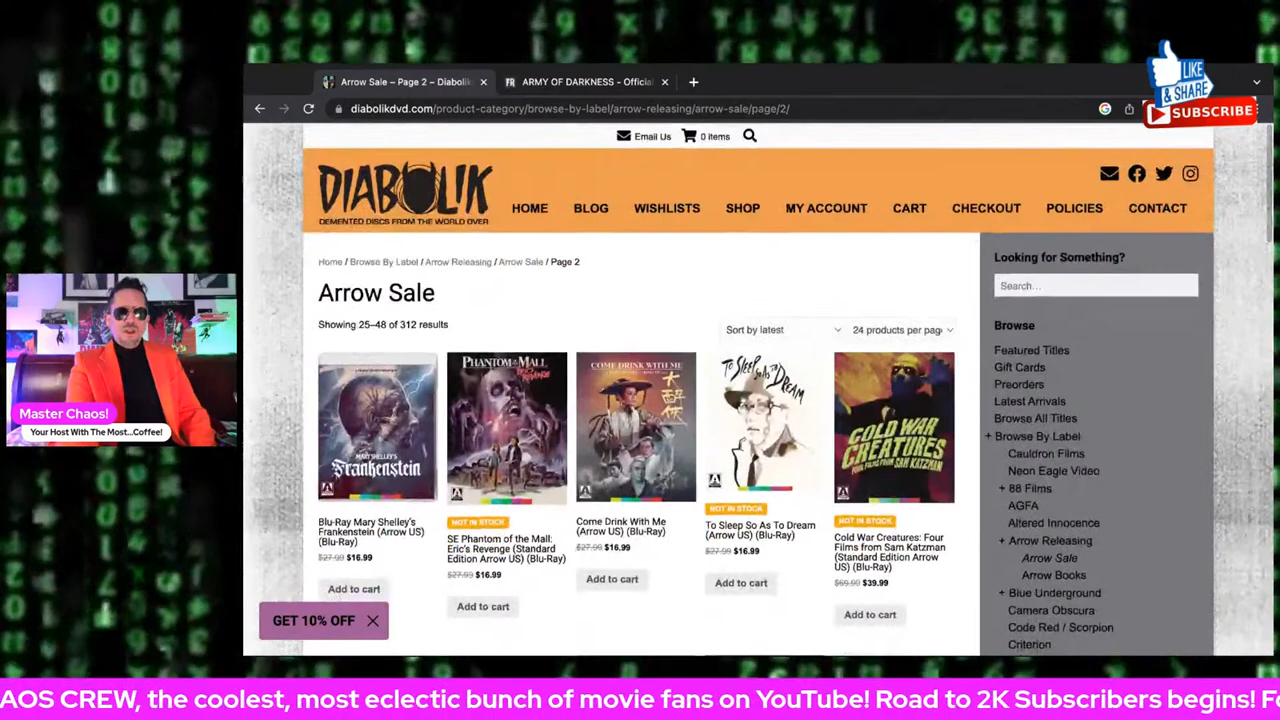 Arrow Sale – Page 2 – Diabolik
ARMY OF DARKNESS - Official
LIKE
& SHARE
SUBSCRIBE
diabolikdvd.com/product-category/browse-by-label/arrow-releasing/arrow-sale/page/2/
Email Us 0 items
DIABOLIK
DEMENTED DISCS FROM THE WORLD OVER
HOME BLOG WISHLISTS SHOP MY ACCOUNT CART CHECKOUT POLICIES CONTACT
Home / Browse By Label / Arrow Releasing / Arrow Sale / Page 2
Arrow Sale
Showing 25–48 of 312 results
Sort by latest
24 products per page
MARY SHELLEY'S
Frankenstein
Blu-Ray Mary Shelley's
Frankenstein (Arrow US)
(Blu-Ray)
$27.99 $16.99
Add to cart
PHANTOM OF THE MALL
NOT IN STOCK
SE Phantom of the Mall:
Eric's Revenge (Standard
Edition Arrow US) (Blu-Ray)
$27.99 $16.99
Add to cart
COME DRINK WITH ME
大醉俠
Come Drink With Me
(Arrow US) (Blu-Ray)
$27.99 $16.99
Add to cart
To Sleep So As To Dream
NOT IN STOCK
To Sleep So As To Dream
(Arrow US) (Blu-Ray)
$27.99 $16.99
Add to cart
COLD WAR
CREATURES
FOUR FILMS FROM SAM KATZMAN
NOT IN STOCK
Cold War Creatures: Four
Films from Sam Katzman
(Standard Edition Arrow
US) (Blu-Ray)
$69.99 $39.99
Add to cart
GET 10% OFF
Looking for Something?
Search...
Browse
Featured Titles
Gift Cards
Preorders
Latest Arrivals
Browse All Titles
+ Browse By Label
Cauldron Films
Neon Eagle Video
+ 88 Films
AGFA
Altered Innocence
+ Arrow Releasing
Arrow Sale
Arrow Books
+ Blue Underground
Camera Obscura
Code Red / Scorpion
Criterion
Master Chaos!
Your Host With The Most...Coffee!
AOS CREW, the coolest, most eclectic bunch of movie fans on YouTube! Road to 2K Subscribers begins! Fo